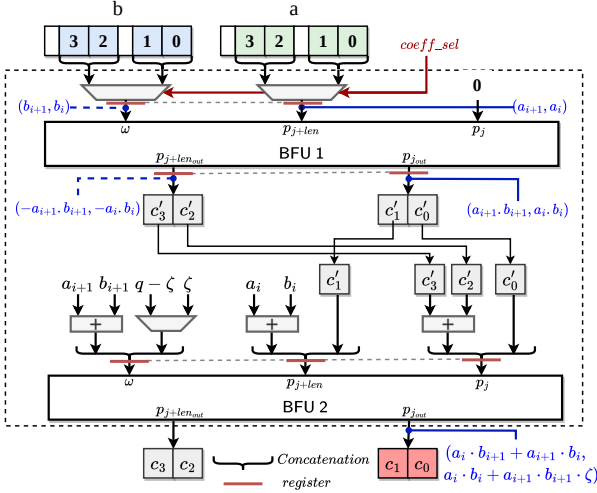 b a
3 2 1 0 3 2 1 0
coeff_sel
0
(b_{i+1}, b_i) (a_{i+1}, a_i)
ω p_{j+len} p_j
BFU 1
p_{j+len_{out}} p_{j_{out}}
(−a_{i+1}.b_{i+1}, −a_i.b_i) c'_3 c'_2 c'_1 c'_0 (a_{i+1}.b_{i+1}, a_i.b_i)
c'_1 c'_3 c'_2 c'_0
a_{i+1} b_{i+1} q − ζ ζ a_i b_i
+ + +
ω p_{j+len} p_j
BFU 2
p_{j+len_{out}} p_{j_{out}}
c_3 c_2 Concatenation c_1 c_0 (a_i · b_{i+1} + a_{i+1} · b_i,
register a_i · b_i + a_{i+1} · b_{i+1} · ζ)